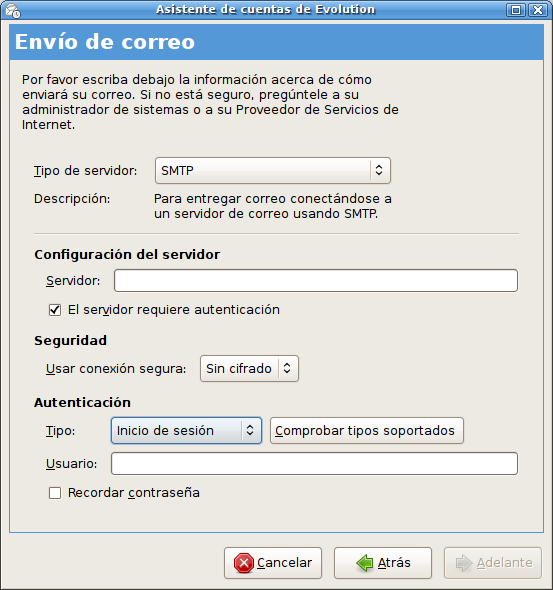 Asistente de cuentas de Evolution
Envío de correo
Por favor escriba debajo la información acerca de cómo
enviará su correo. Si no está seguro, pregúntele a su
administrador de sistemas o a su Proveedor de Servicios de
Internet.
Tipo de servidor: SMTP
Descripción: Para entregar correo conectándose a
un servidor de correo usando SMTP.
Configuración del servidor
Servidor:
El servidor requiere autenticación
Seguridad
Usar conexión segura: Sin cifrado
Autenticación
Tipo: Inicio de sesión Comprobar tipos soportados
Usuario:
Recordar contraseña
Cancelar Atrás Adelante